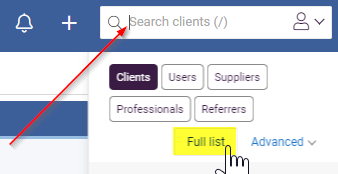 Search clients (/)
Clients Users Suppliers
Professionals Referrers
Full list Advanced